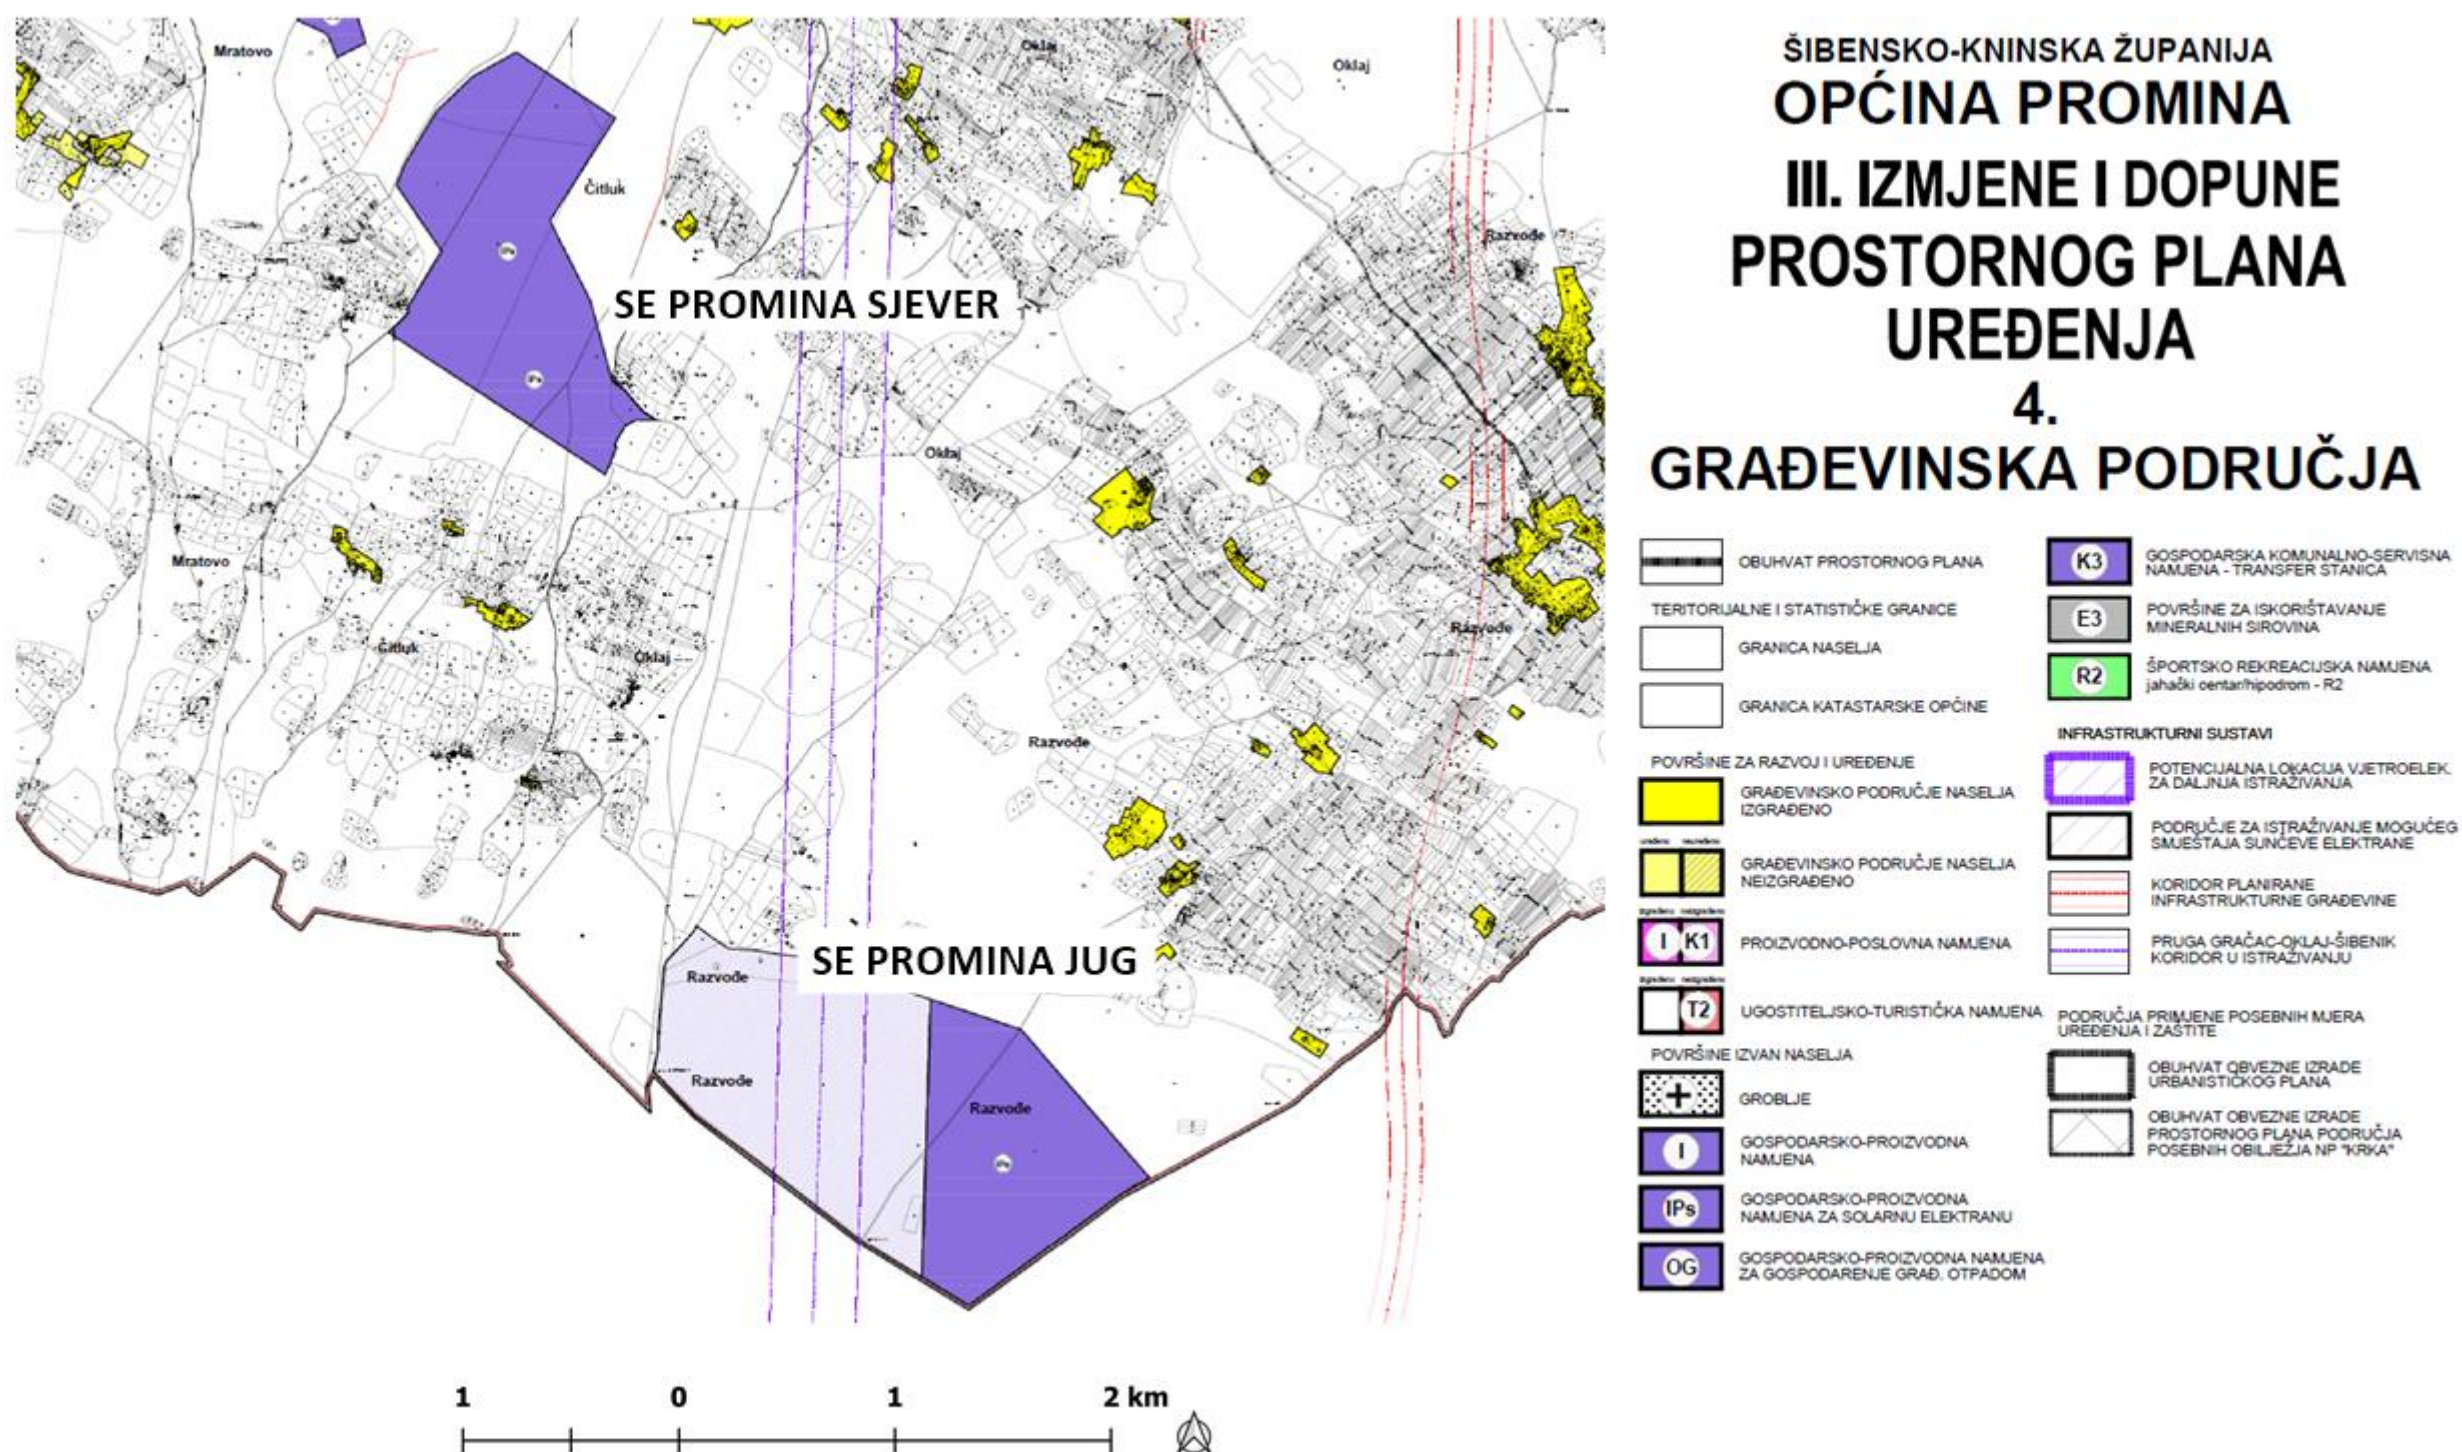 Mratovo
Oklaj
Oklaj
Čitluk
Razvođe
SE PROMINA SJEVER
Oklaj
Mratovo
Čitluk
Oklaj
Razvođe
Razvođe
SE PROMINA JUG
Razvođe
Razvođe
Razvođe
1 0 1 2 km
ŠIBENSKO-KNINSKA ŽUPANIJA
OPĆINA PROMINA
III. IZMJENE I DOPUNE
PROSTORNOG PLANA
UREĐENJA
4.
GRAĐEVINSKA PODRUČJA
OBUHVAT PROSTORNOG PLANA
TERITORIJALNE I STATISTIČKE GRANICE
GRANICA NASELJA
GRANICA KATASTARSKE OPĆINE
POVRŠINE ZA RAZVOJ I UREĐENJE
GRAĐEVINSKO PODRUČJE NASELJA
IZGRAĐENO
uređeno neuređeno
GRAĐEVINSKO PODRUČJE NASELJA
NEIZGRAĐENO
izgrađeno neizgrađeno
I K1 PROIZVODNO-POSLOVNA NAMJENA
izgrađeno neizgrađeno
T2 UGOSTITELJSKO-TURISTIČKA NAMJENA
POVRŠINE IZVAN NASELJA
GROBLJE
I GOSPODARSKO-PROIZVODNA
NAMJENA
IPs GOSPODARSKO-PROIZVODNA
NAMJENA ZA SOLARNU ELEKTRANU
OG GOSPODARSKO-PROIZVODNA NAMJENA
ZA GOSPODARENJE GRAĐ. OTPADOM
K3 GOSPODARSKA KOMUNALNO-SERVISNA
NAMJENA - TRANSFER STANICA
E3 POVRŠINE ZA ISKORIŠTAVANJE
MINERALNIH SIROVINA
R2 ŠPORTSKO REKREACIJSKA NAMJENA
jahački centar/hipodrom - R2
INFRASTRUKTURNI SUSTAVI
POTENCIJALNA LOKACIJA VJETROELEK.
ZA DALJNJA ISTRAŽIVANJA
PODRUČJE ZA ISTRAŽIVANJE MOGUĆEG
SMJEŠTAJA SUNČEVE ELEKTRANE
KORIDOR PLANIRANE
INFRASTRUKTURNE GRAĐEVINE
PRUGA GRAČAC-OKLAJ-ŠIBENIK
KORIDOR U ISTRAŽIVANJU
PODRUČJA PRIMJENE POSEBNIH MJERA
UREĐENJA I ZAŠTITE
OBUHVAT OBVEZNE IZRADE
URBANISTIČKOG PLANA
OBUHVAT OBVEZNE IZRADE
PROSTORNOG PLANA PODRUČJA
POSEBNIH OBILJEŽJA NP "KRKA"